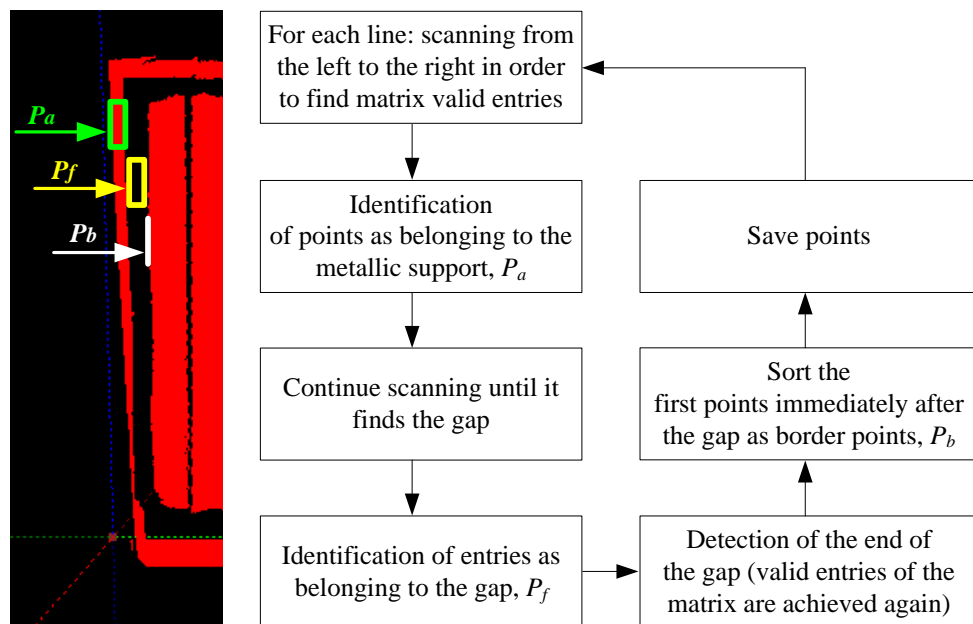 Pa
Pf
Pb
For each line: scanning from
the left to the right in order
to find matrix valid entries
Identification
of points as belonging to the
metallic support, Pa
Continue scanning until it
finds the gap
Identification of entries as
belonging to the gap, Pf
Detection of the end of
the gap (valid entries of the
matrix are achieved again)
Sort the
first points immediately after
the gap as border points, Pb
Save points